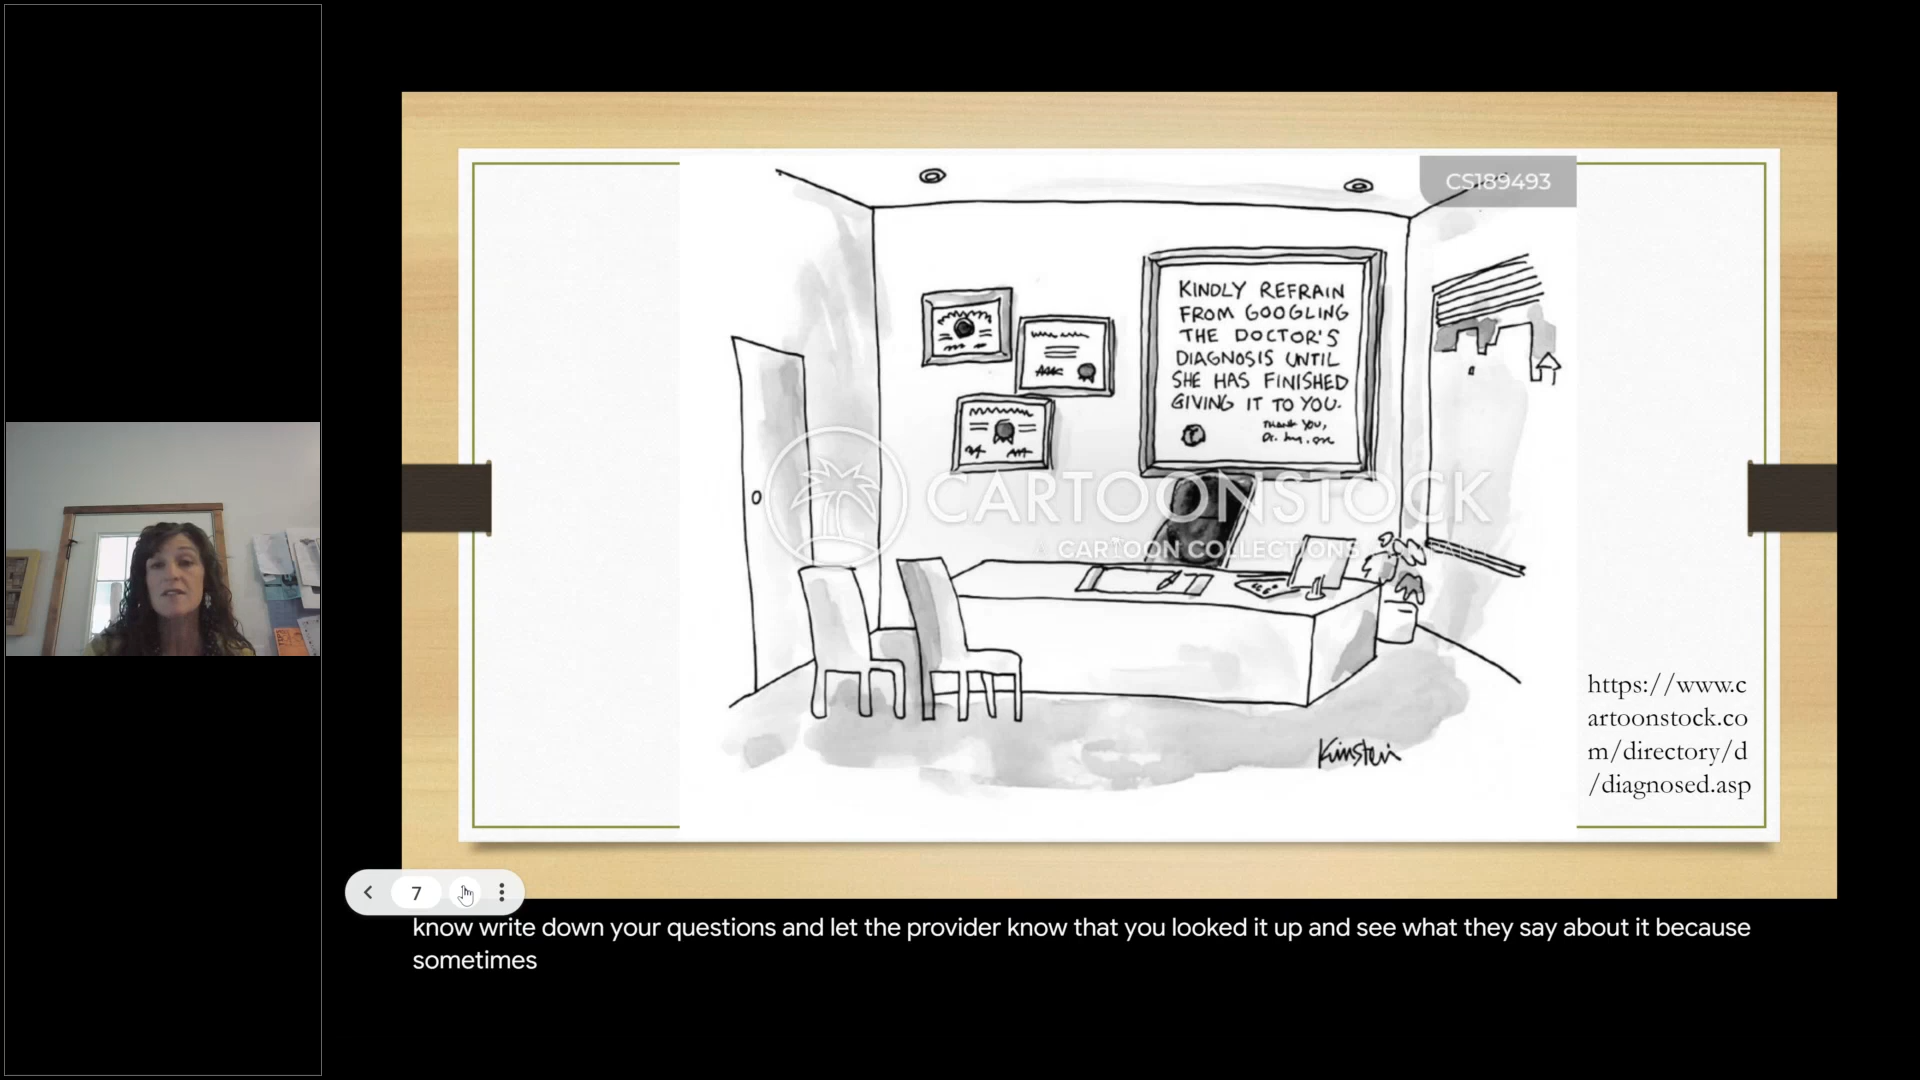 CS189493
KINDLY REFRAIN
FROM GOOGLING
THE DOCTOR'S
DIAGNOSIS UNTIL
SHE HAS FINISHED
GIVING IT TO YOU.
THANK YOU,
CARTOONSTOCK
A CARTOON COLLECTIONS COMPANY
Kinstein
https://www.c
artoonstock.co
m/directory/d
/diagnosed.asp
7
know write down your questions and let the provider know that you looked it up and see what they say about it because
sometimes